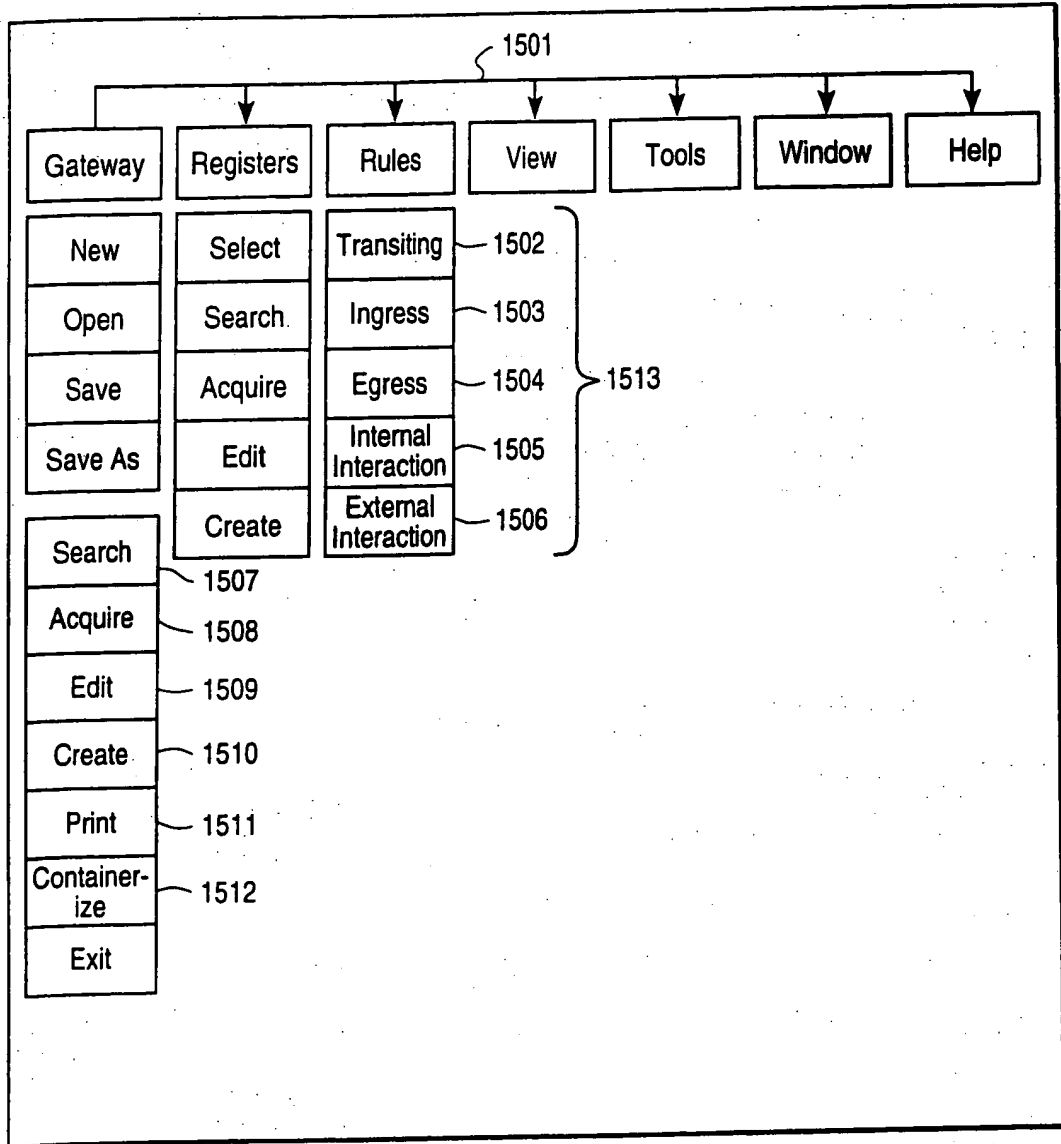 1501
Gateway
Registers
Rules
View
Tools
Window
Help
New
Open
Save
Save As
Search
1507
Acquire
1508
Edit
1509
Create
1510
Print
1511
Container-
ize
1512
Exit
Select
Search
Acquire
Edit
Create
Transiting
1502
Ingress
1503
Egress
1504
Internal
Interaction
1505
External
Interaction
1506
1513